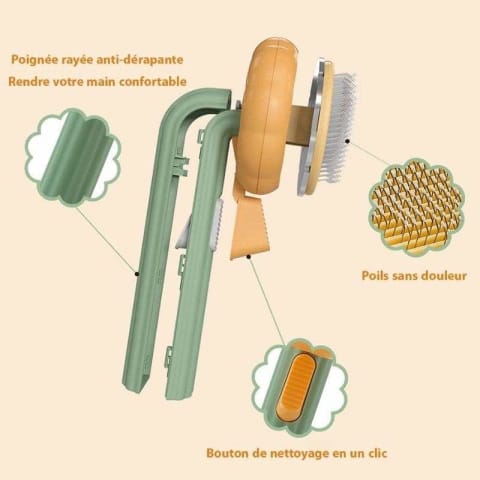 Poignée rayée anti-dérapante
Rendre votre main confortable
Poils sans douleur
Bouton de nettoyage en un clic